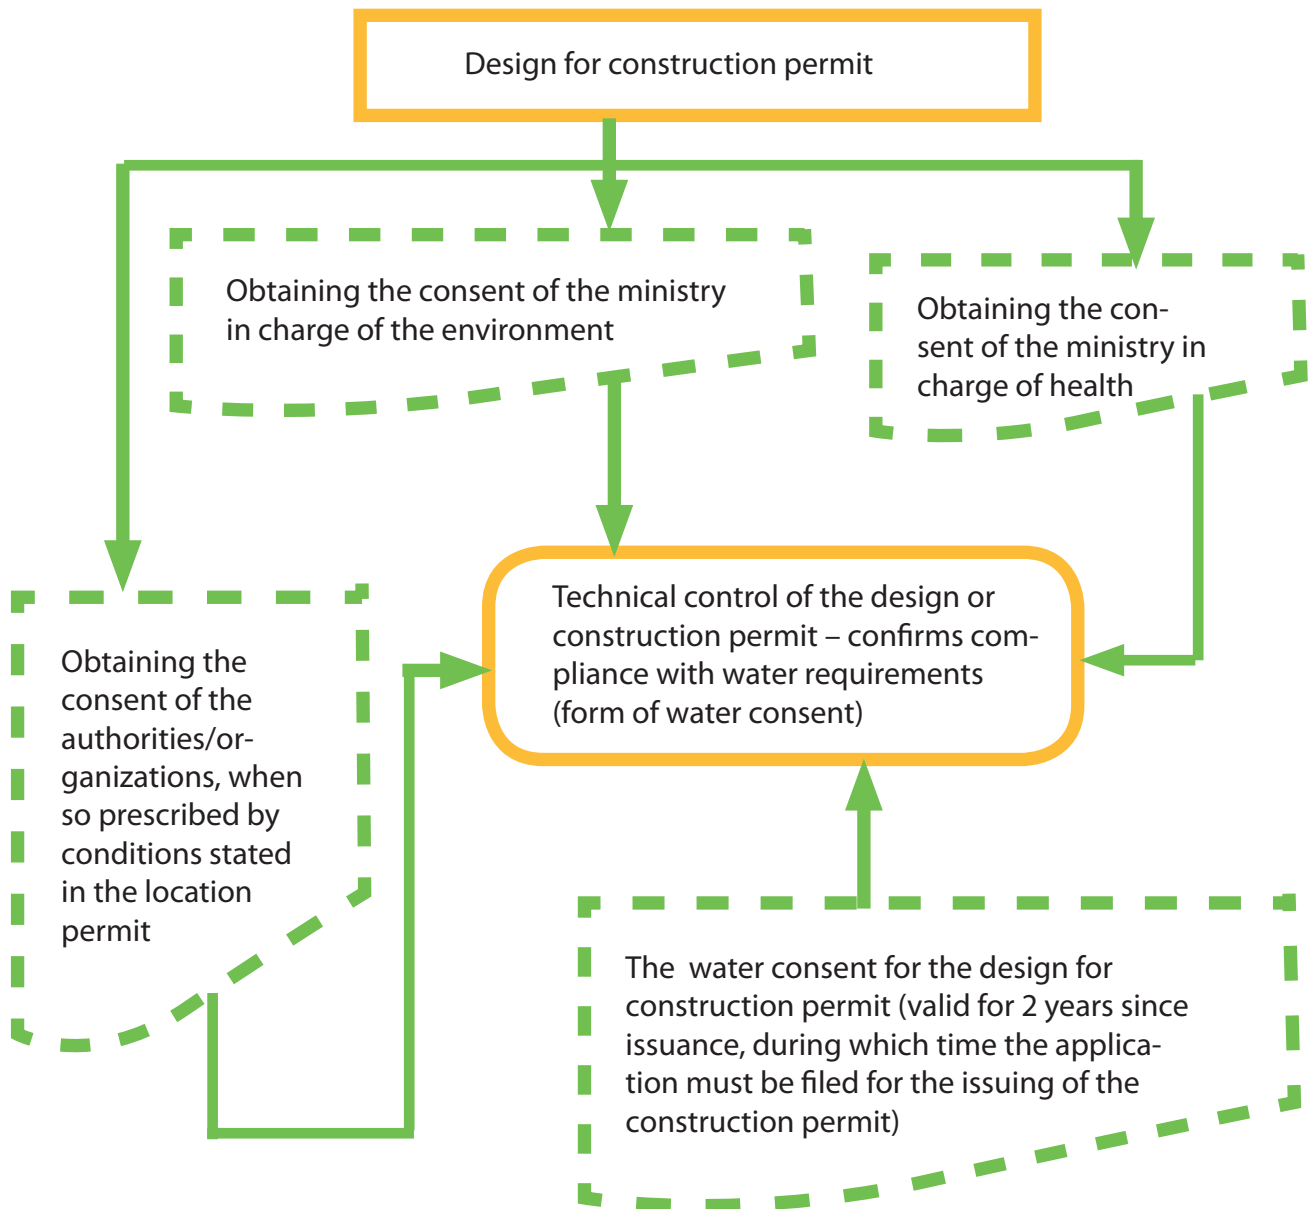 Design for construction permit
Obtaining the consent of the ministry
in charge of the environment
Obtaining the con-
sent of the ministry in
charge of health
Technical control of the design or
construction permit – confirms com-
pliance with water requirements
(form of water consent)
Obtaining the
consent of the
authorities/or-
ganizations, when
so prescribed by
conditions stated
in the location
permit
The  water consent for the design for
construction permit (valid for 2 years since
issuance, during which time the applica-
tion must be filed for the issuing of the
construction permit)